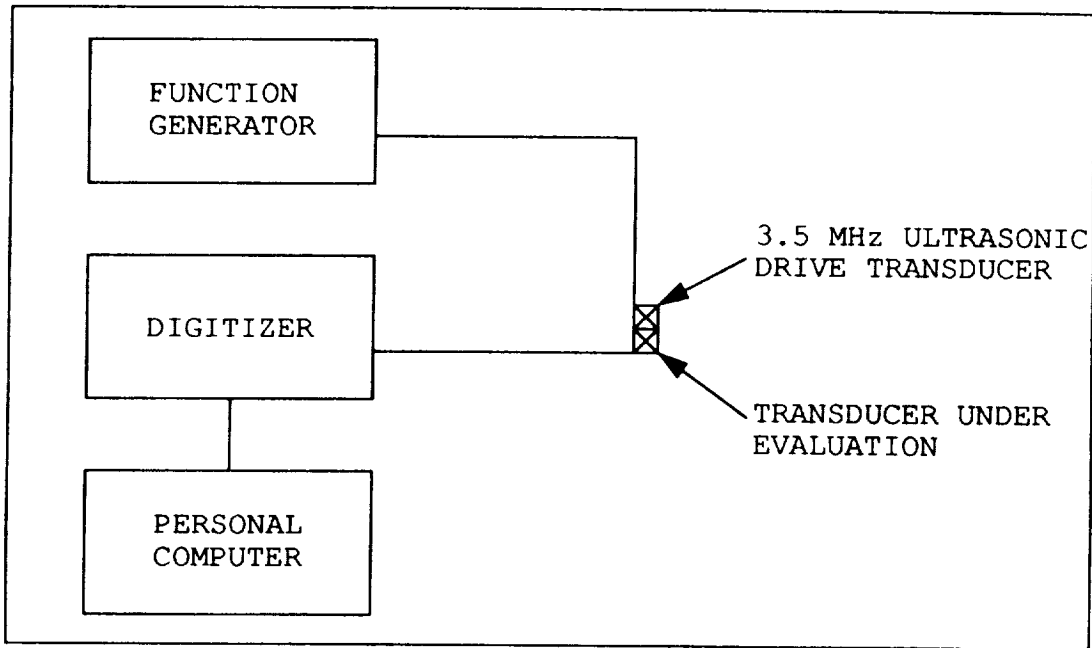 FUNCTION
GENERATOR
3.5 MHz ULTRASONIC
DRIVE TRANSDUCER
DIGITIZER
TRANSDUCER UNDER
EVALUATION
PERSONAL
COMPUTER